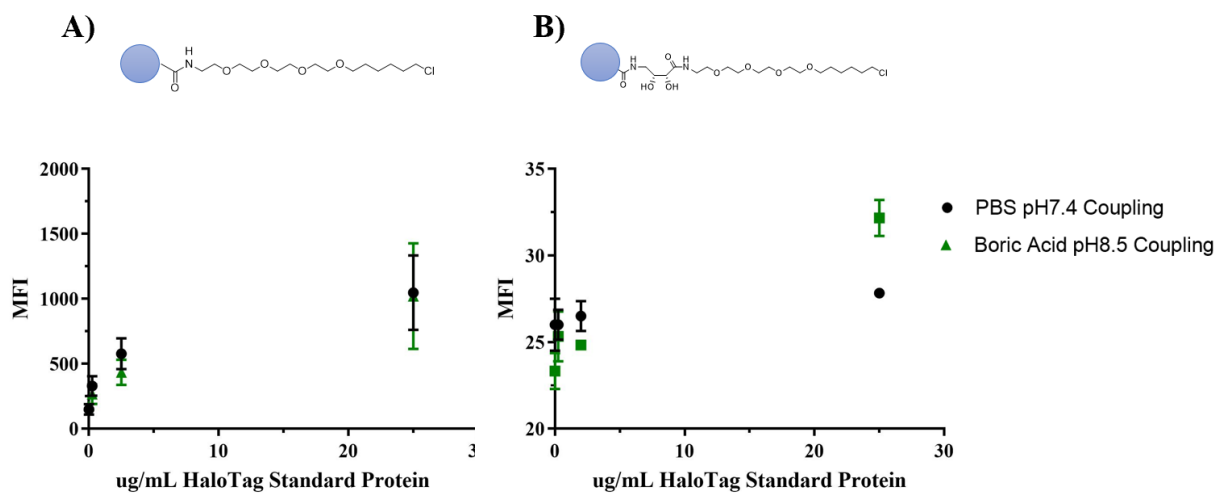 A)
B)
H
N
O
O
O
O
O
Cl
H
N
O
HO
OH
O
H
N
O
O
O
O
Cl
2000
1500
1000
500
0
MFI
0
10
20
ug/mL HaloTag Standard Protein
35
30
25
20
MFI
0
10
20
30
ug/mL HaloTag Standard Protein
PBS pH7.4 Coupling
Boric Acid pH8.5 Coupling